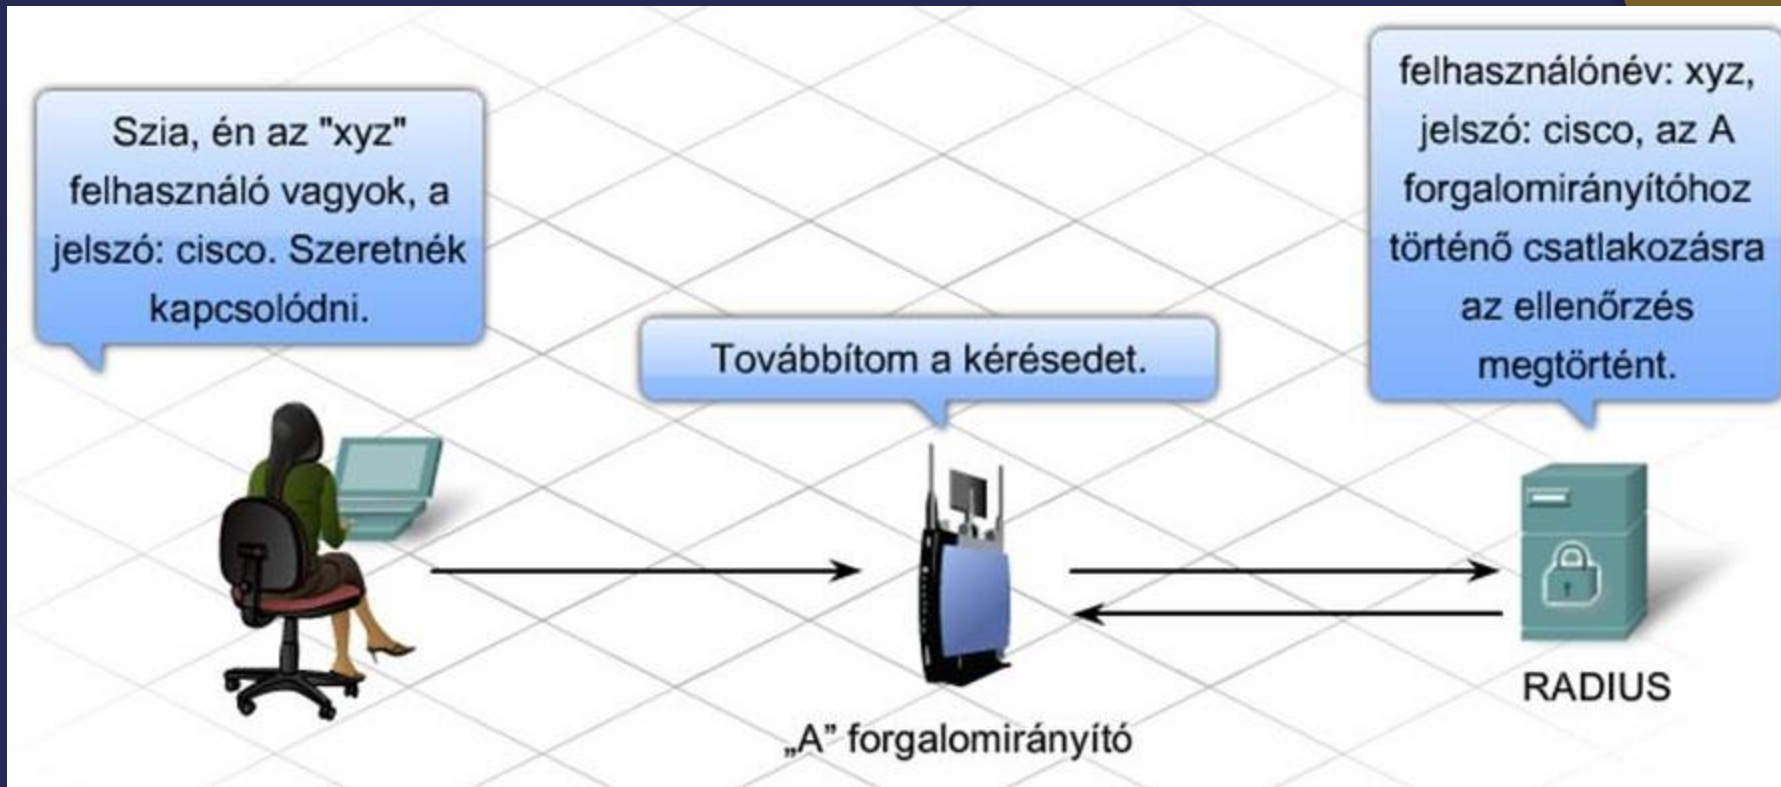 Szia, én az "xyz"
felhasználó vagyok, a
jelszó: cisco. Szeretnék
kapcsolódni.
Továbbítom a kérésedet.
felhasználónév: xyz,
jelszó: cisco, az A
forgalomirányítóhoz
történő csatlakozásra
az ellenőrzés
megtörtént.
„A” forgalomirányító
RADIUS